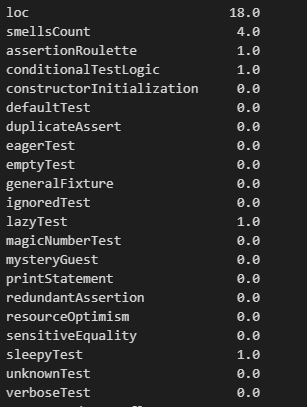 loc 18.0
smellsCount 4.0
assertionRoulette 1.0
conditionalTestLogic 1.0
constructorInitialization 0.0
defaultTest 0.0
duplicateAssert 0.0
eagerTest 0.0
emptyTest 0.0
generalFixture 0.0
ignoredTest 0.0
lazyTest 1.0
magicNumberTest 0.0
mysteryGuest 0.0
printStatement 0.0
redundantAssertion 0.0
resourceOptimism 0.0
sensitiveEquality 0.0
sleepyTest 1.0
unknownTest 0.0
verboseTest 0.0